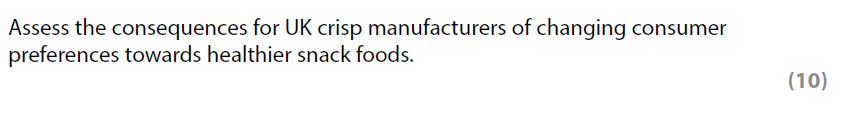 Assess the consequences for UK crisp manufacturers of changing consumer
preferences towards healthier snack foods.
(10)